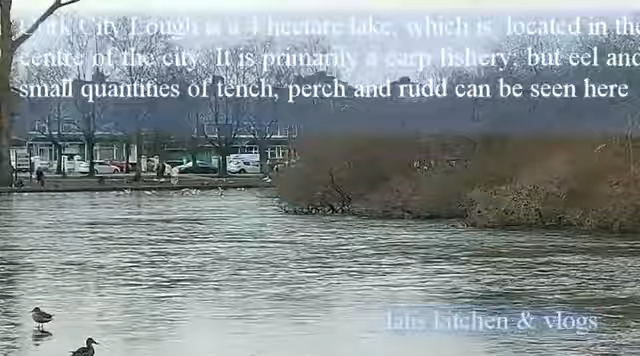 Cork City Lough is a 4 hectare lake, which is located in the
centre of the city. It is primarily a carp fishery, but eel and
small quantities of tench, perch and rudd can be seen here
kitchen & vlogs